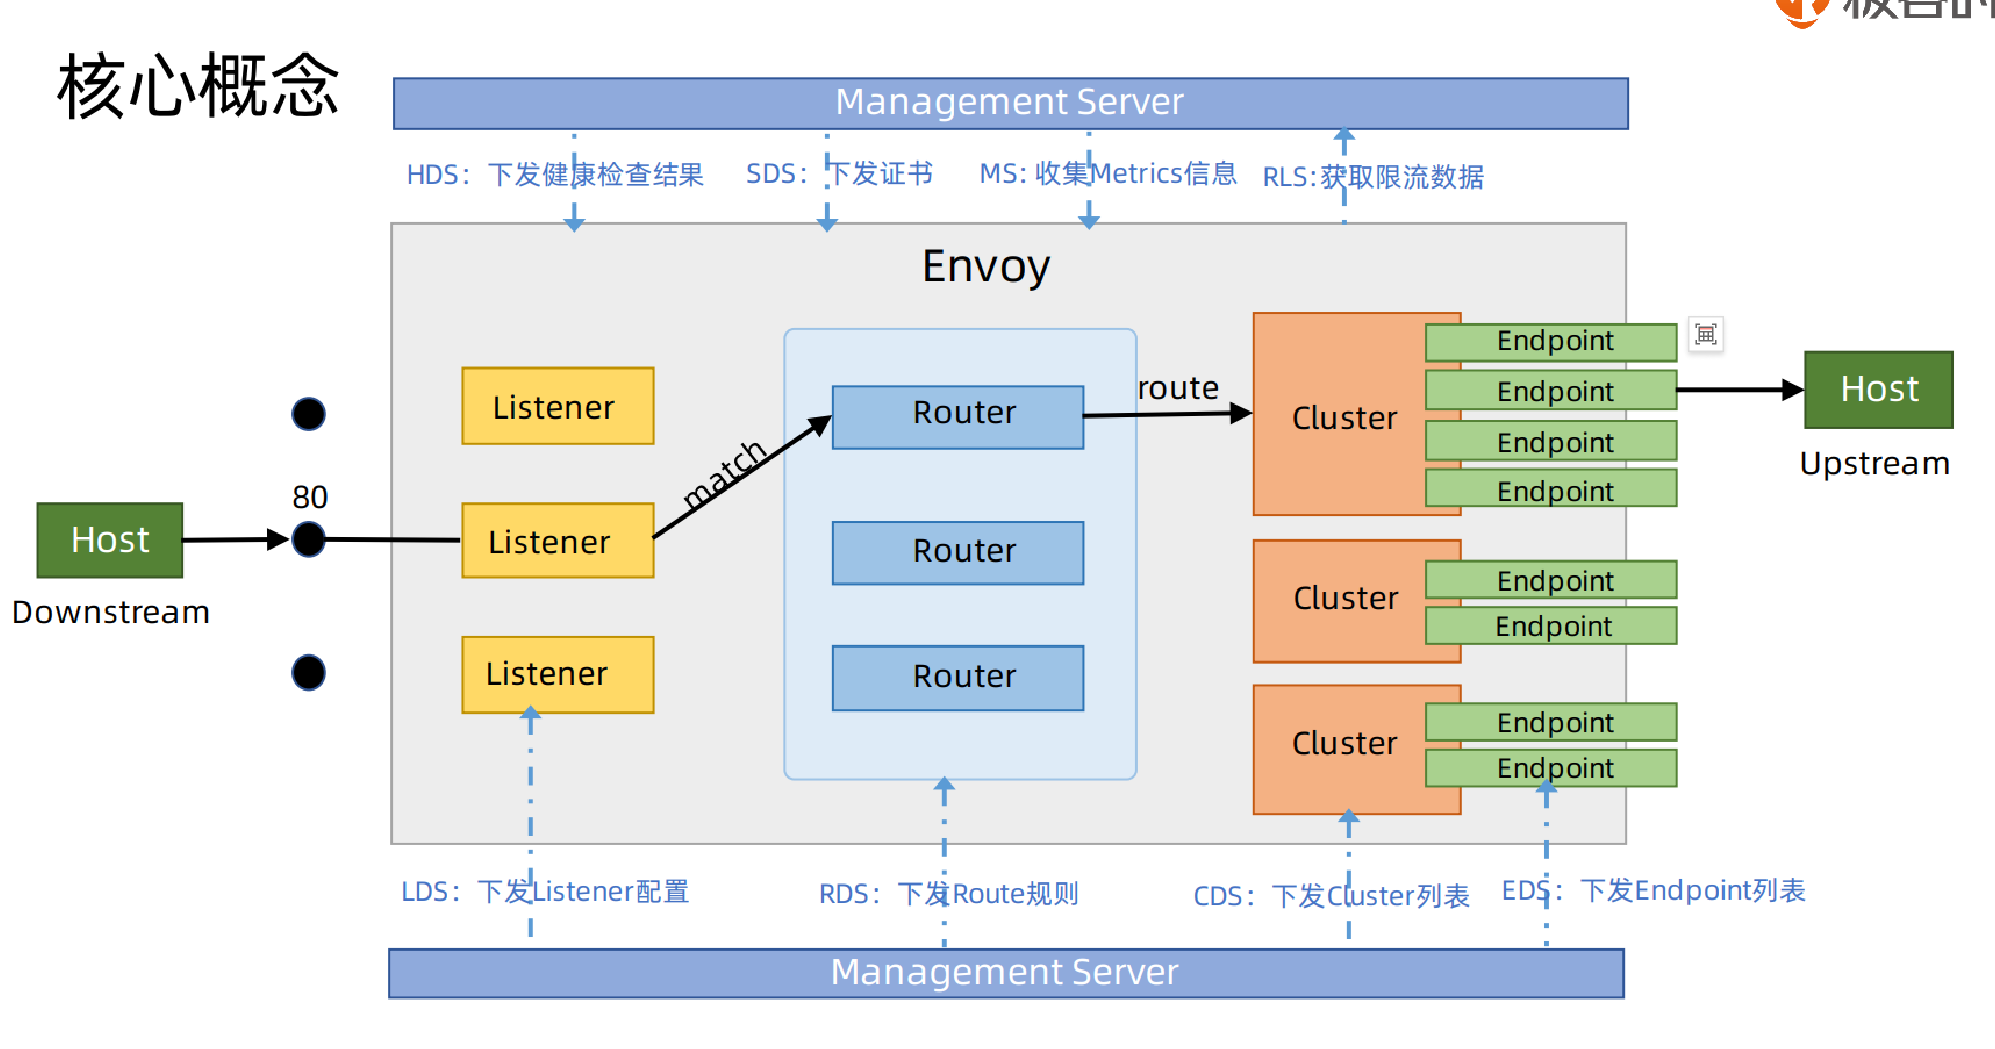 核心概念
Management Server
HDS：下发健康检查结果
SDS：下发证书
MS: 收集Metrics信息
RLS:获取限流数据
Envoy
Listener
Listener
Listener
80
match
Router
Router
Router
route
Cluster
Endpoint
Endpoint
Endpoint
Endpoint
Cluster
Endpoint
Endpoint
Cluster
Endpoint
Endpoint
Host
Upstream
Host
Downstream
LDS：下发Listener配置
RDS：下发Route规则
CDS：下发Cluster列表
EDS：下发Endpoint列表
Management Server